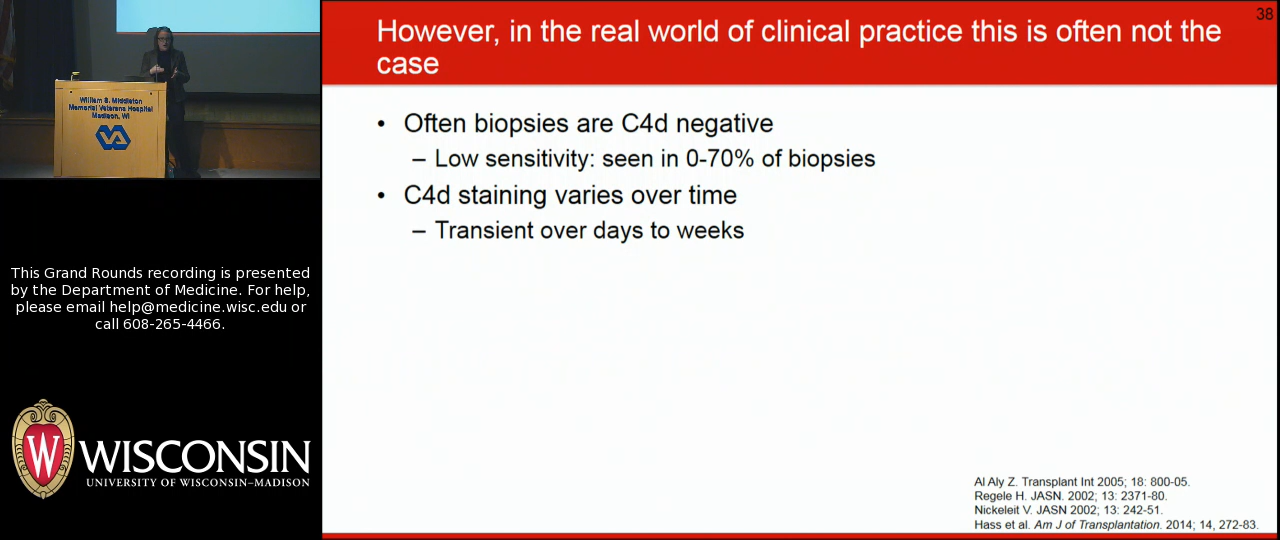 38
However, in the real world of clinical practice this is often not the
case
• Often biopsies are C4d negative
– Low sensitivity: seen in 0-70% of biopsies
• C4d staining varies over time
– Transient over days to weeks
Al Aly Z. Transplant Int 2005; 18: 800-05.
Regele H. JASN. 2002; 13: 2371-80.
Nickeleit V. JASN 2002; 13: 242-51.
Hass et al. Am J of Transplantation. 2014; 14, 272-83.
William S. Middleton
Memorial Veterans Hospital
Madison, WI
VA
This Grand Rounds recording is presented
by the Department of Medicine. For help,
please email help@medicine.wisc.edu or
call 608-265-4466.
W
WISCONSIN
UNIVERSITY OF WISCONSIN–MADISON